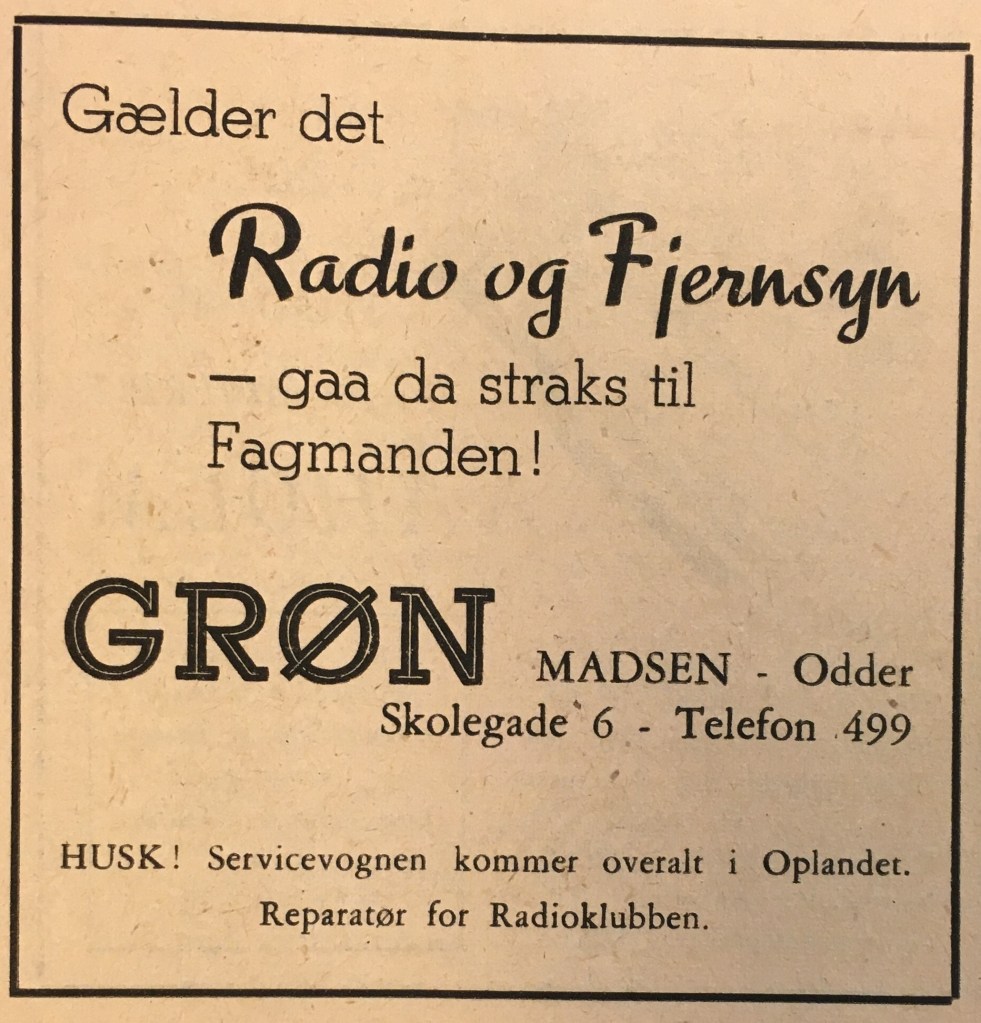 Gælder det
Radio og Fjernsyn
— gaa da straks til
Fagmanden!
GRØN MADSEN - Odder
Skolegade 6 - Telefon 499
HUSK! Servicevognen kommer overalt i Oplandet.
Reparatør for Radioklubben.